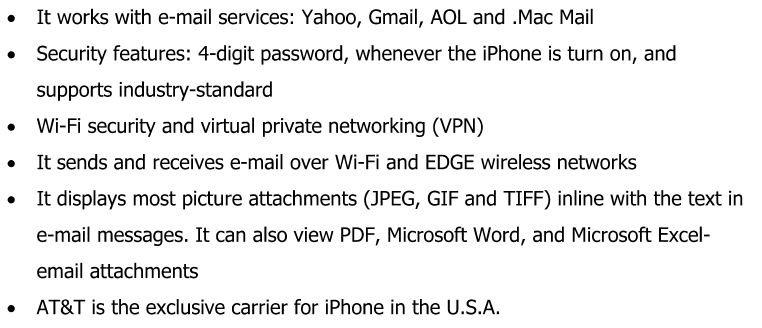 • It works with e-mail services: Yahoo, Gmail, AOL and .Mac Mail
• Security features: 4-digit password, whenever the iPhone is turn on, and
supports industry-standard
• Wi-Fi security and virtual private networking (VPN)
• It sends and receives e-mail over Wi-Fi and EDGE wireless networks
• It displays most picture attachments (JPEG, GIF and TIFF) inline with the text in
e-mail messages. It can also view PDF, Microsoft Word, and Microsoft Excel-
email attachments
• AT&T is the exclusive carrier for iPhone in the U.S.A.